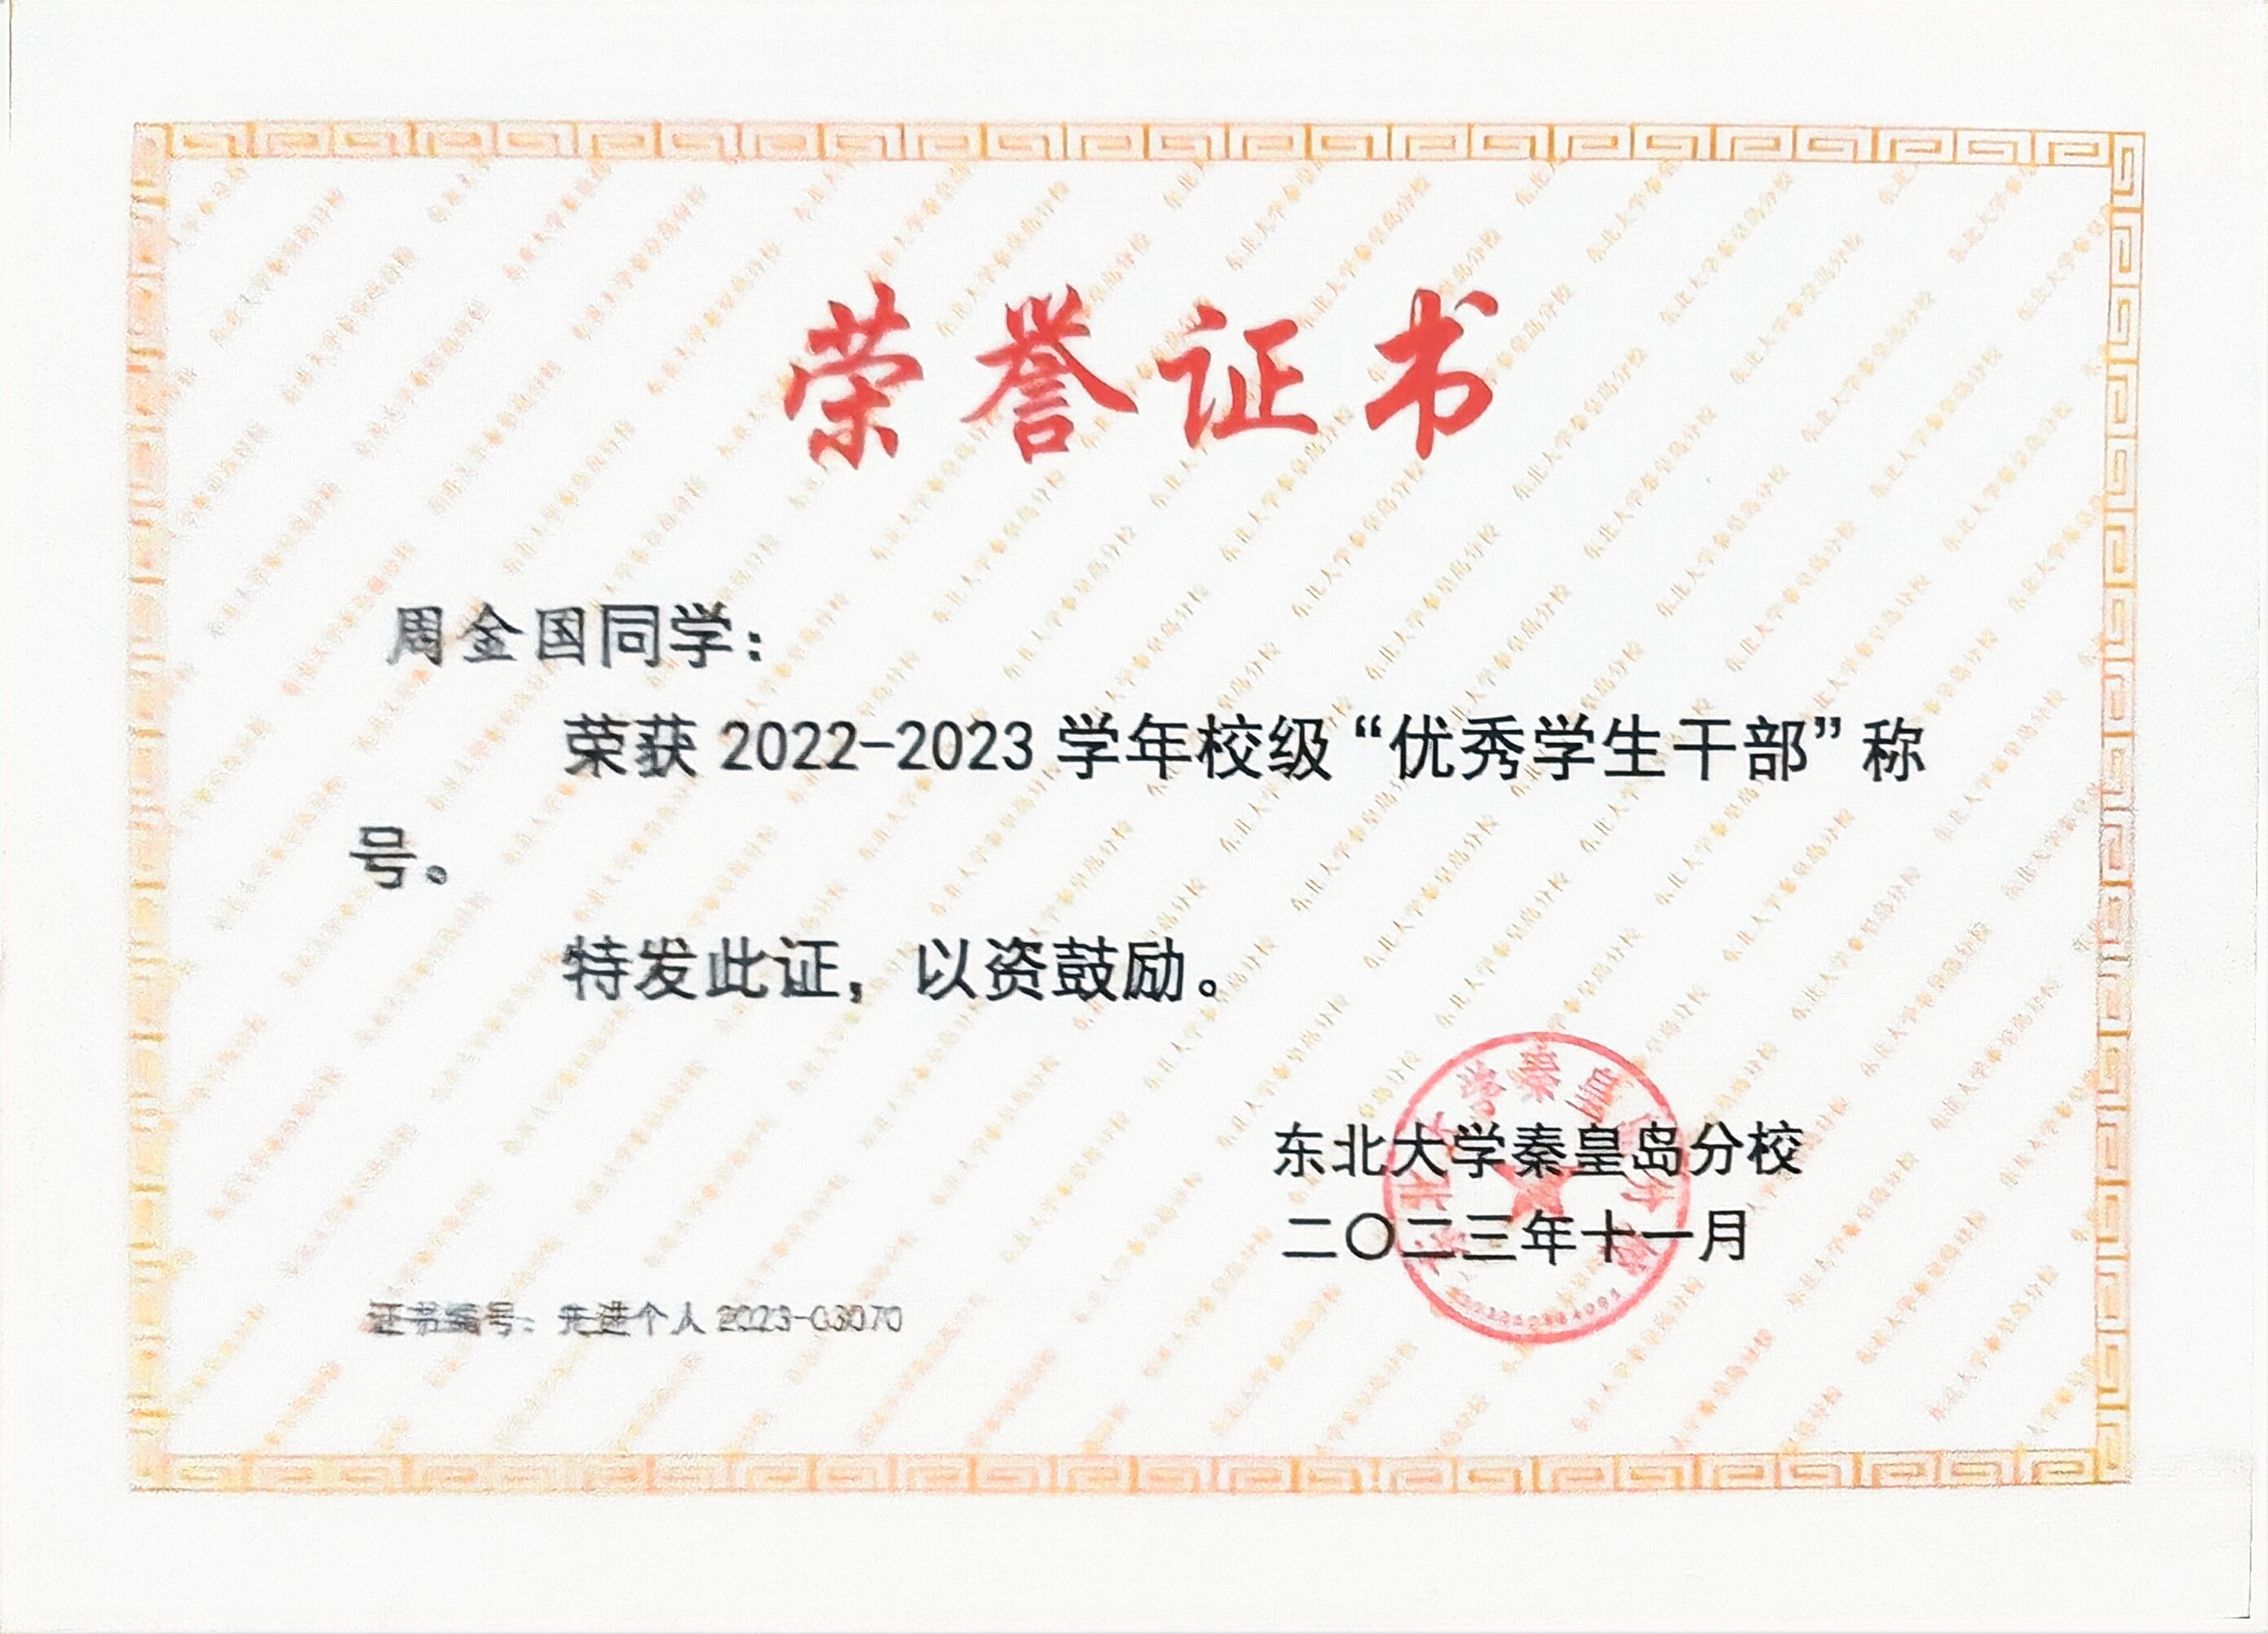 荣誉证书
周金国同学：
荣获 2022-2023 学年校级“优秀学生干部”称
号。
特发此证，以资鼓励。
东北大学秦皇岛分校
二〇二三年十一月
证书编号：先进个人 2023-03070